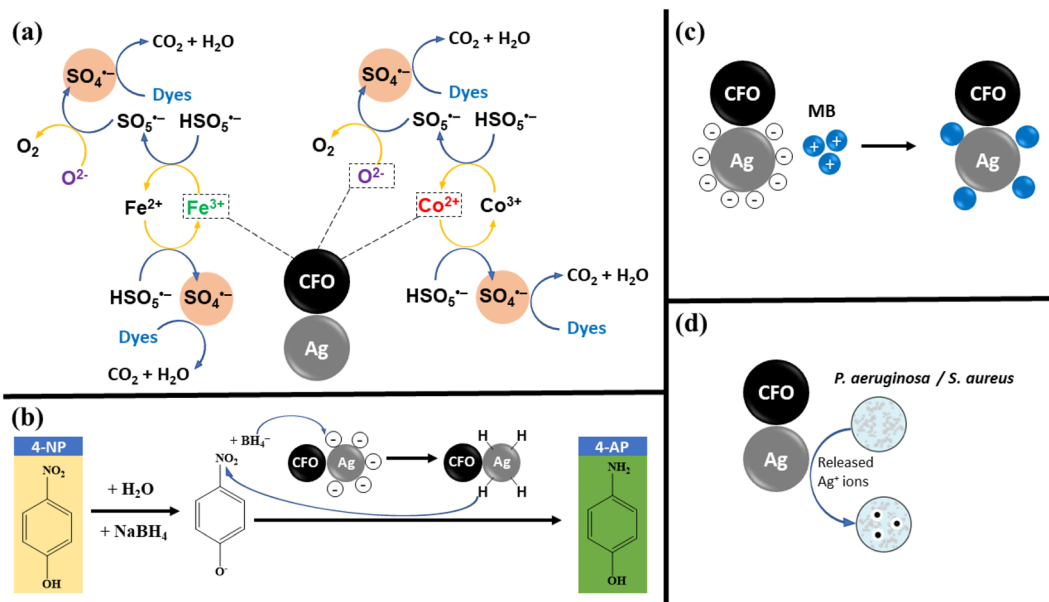 (a)
CO₂ + H₂O
SO₄•−
Dyes
SO₅•− HSO₅•−
O₂
O²⁻
Fe²⁺ Fe³⁺
HSO₅•− SO₄•−
Dyes
CO₂ + H₂O
CO₂ + H₂O
SO₄•−
Dyes
SO₅•− HSO₅•−
O₂
O²⁻
Co²⁺ Co³⁺
HSO₅•− SO₄•−
CO₂ + H₂O
Dyes
CFO
Ag
(b)
4-NP
NO₂
OH
+ H₂O
+ NaBH₄
NO₂
O⁻
+ BH₄⁻
- - - - -
CFO Ag
H H
CFO Ag
H H
4-AP
NH₂
OH
(c)
CFO
Ag
- - - - - - - -
MB
+ + +
CFO
Ag
(d)
CFO
Ag
P. aeruginosa / S. aureus
Released
Ag⁺ ions